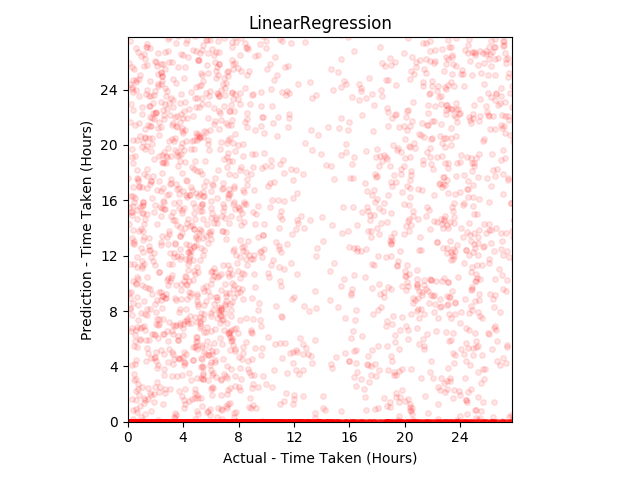 LinearRegression
Prediction - Time Taken (Hours)
24
20
16
12
8
4
0
0 4 8 12 16 20 24
Actual - Time Taken (Hours)